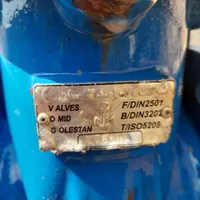 V ALVES F/DIN2501
O MID B/DIN3202
G OLESTAN T/ISO5208